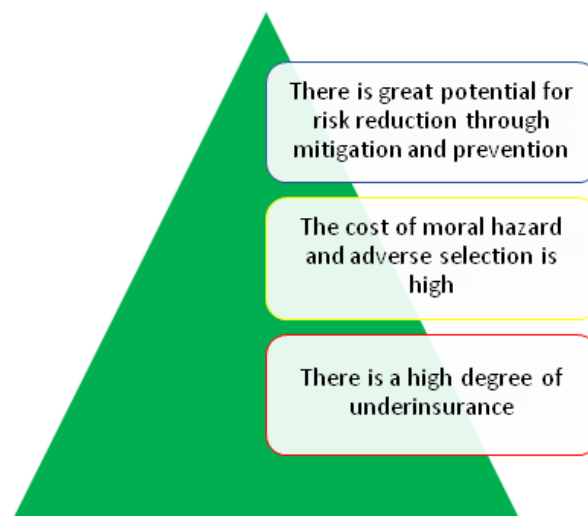 There is great potential for
risk reduction through
mitigation and prevention
The cost of moral hazard
and adverse selection is
high
There is a high degree of
underinsurance